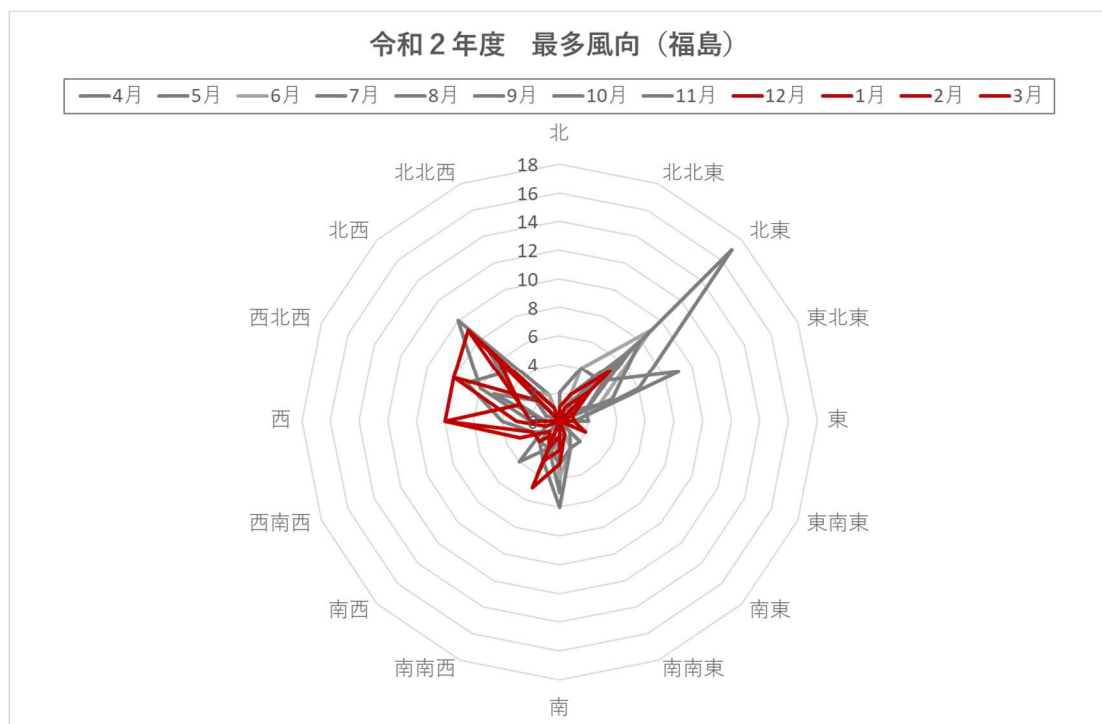 令和２年度　最多風向（福島）
4月 5月 6月 7月 8月 9月 10月 11月 12月 1月 2月 3月
北
北北西 北北東
北西 北東
西北西 東北東
西 東
西南西 東南東
南西 南東
南南西 南南東
南
18
16
14
12
10
8
6
4
0